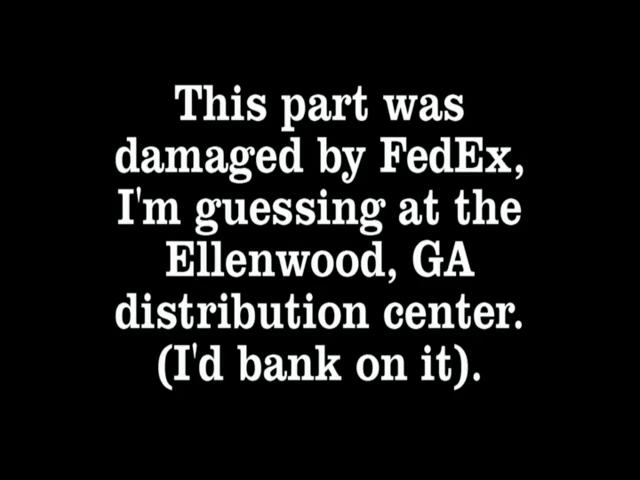 This part was
damaged by FedEx,
I'm guessing at the
Ellenwood, GA
distribution center.
(I'd bank on it).